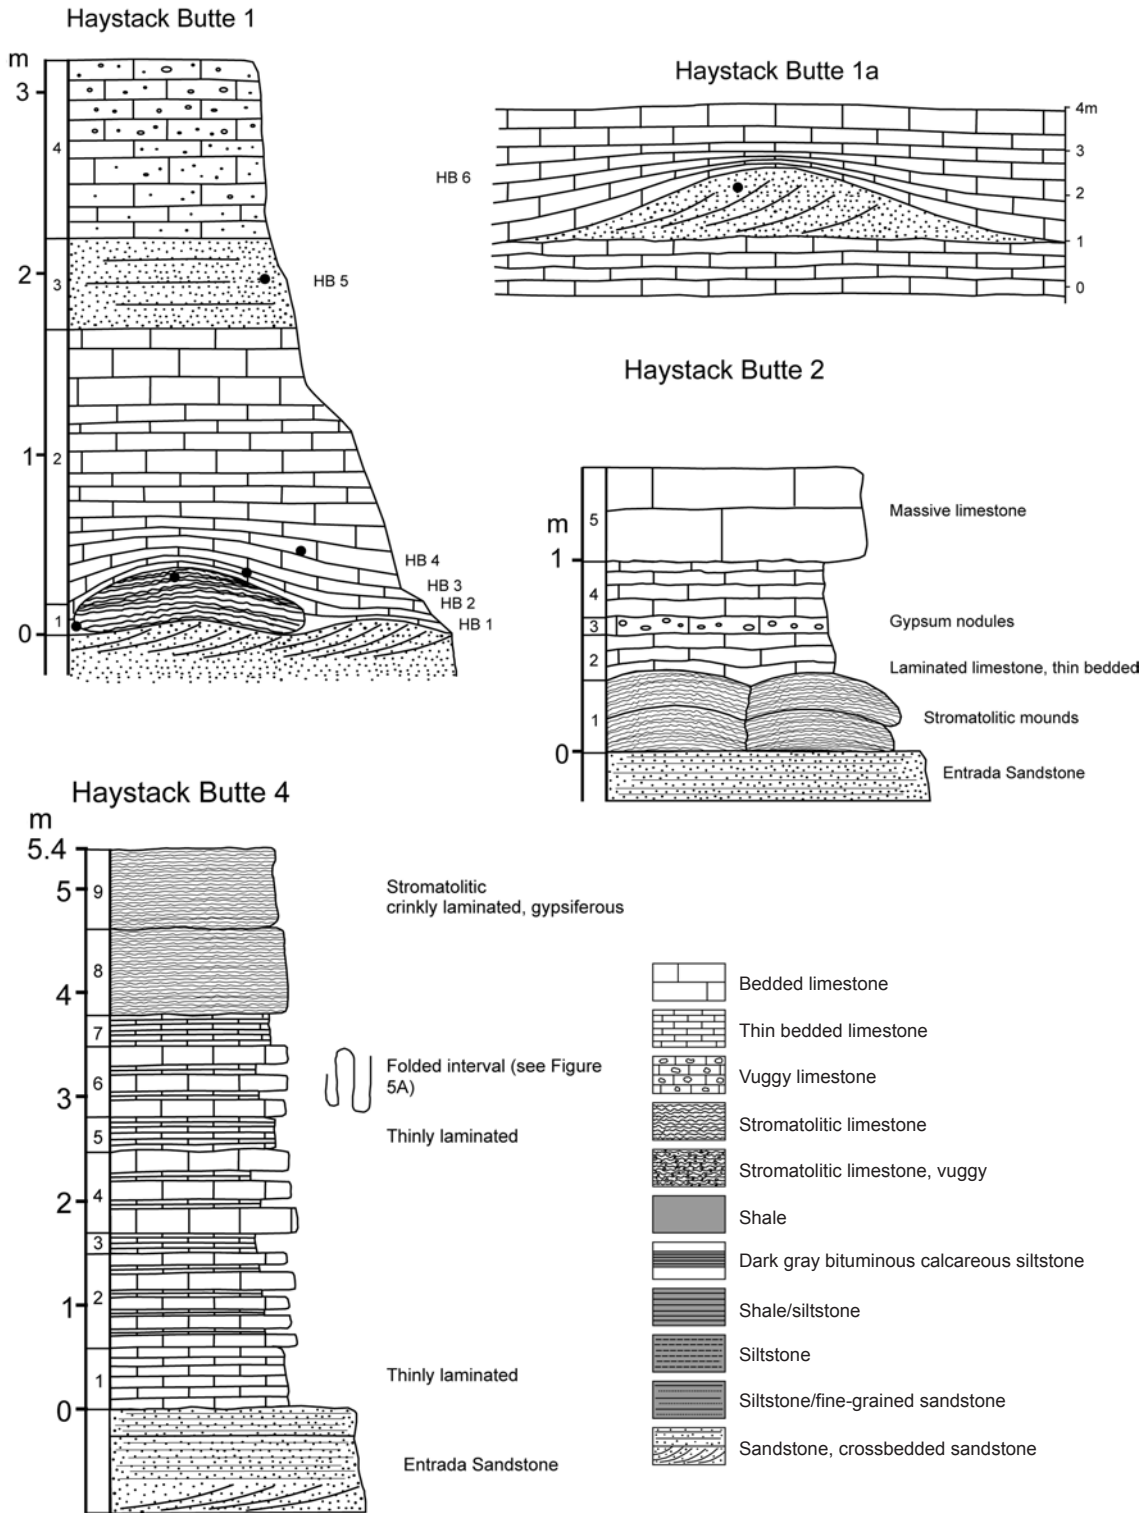 Haystack Butte 1
m
3
2
1
0
4
3
2
1
HB 5
HB 4
HB 3
HB 2
HB 1
Haystack Butte 1a
HB 6
4m
3
2
1
0
Haystack Butte 2
m
1
0
5
4
3
2
1
Massive limestone
Gypsum nodules
Laminated limestone, thin bedded
Stromatolitic mounds
Entrada Sandstone
Haystack Butte 4
m
5.4
5
4
3
2
1
0
9
8
7
6
5
4
3
2
1
Stromatolitic
crinkly laminated, gypsiferous
Folded interval (see Figure
5A)
Thinly laminated
Thinly laminated
Entrada Sandstone
Bedded limestone
Thin bedded limestone
Vuggy limestone
Stromatolitic limestone
Stromatolitic limestone, vuggy
Shale
Dark gray bituminous calcareous siltstone
Shale/siltstone
Siltstone
Siltstone/fine-grained sandstone
Sandstone, crossbedded sandstone